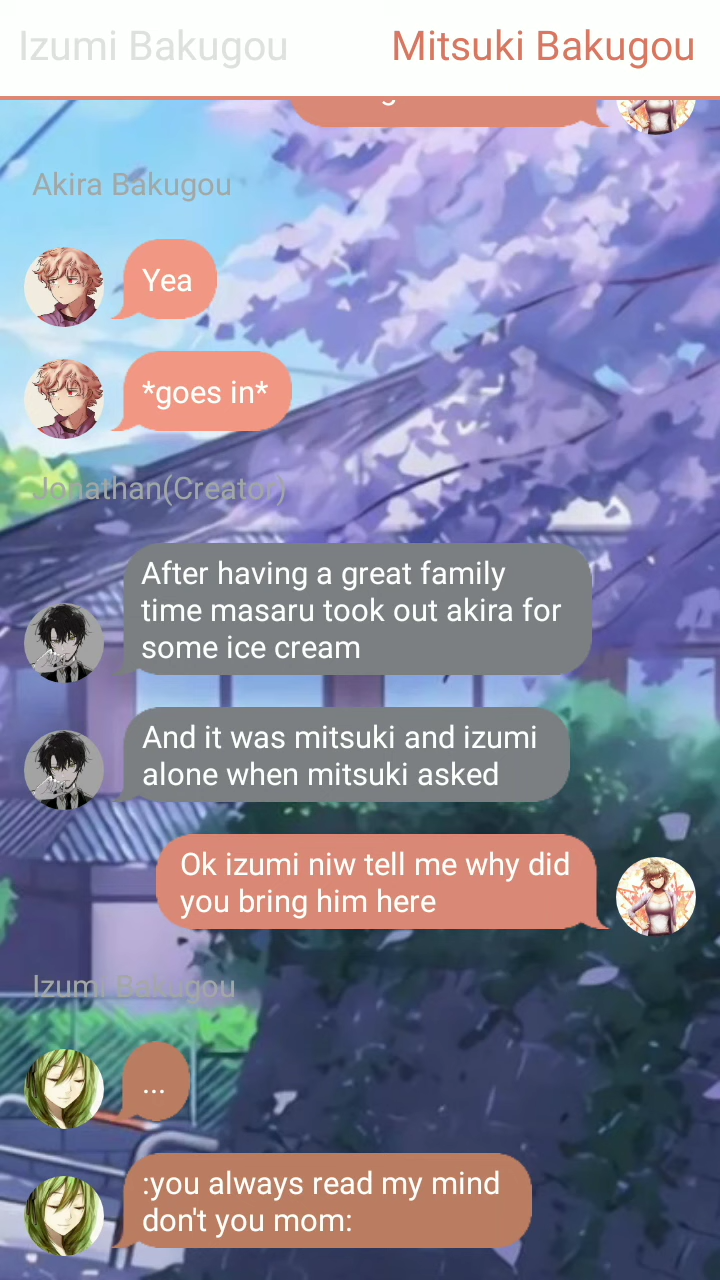 Izumi Bakugou
Mitsuki Bakugou
Akira Bakugou
Yea
*goes in*
Jonathan(Creator)
After having a great family
time masaru took out akira for
some ice cream
And it was mitsuki and izumi
alone when mitsuki asked
Ok izumi niw tell me why did
you bring him here
Izumi Bakugou
...
:you always read my mind
don't you mom: